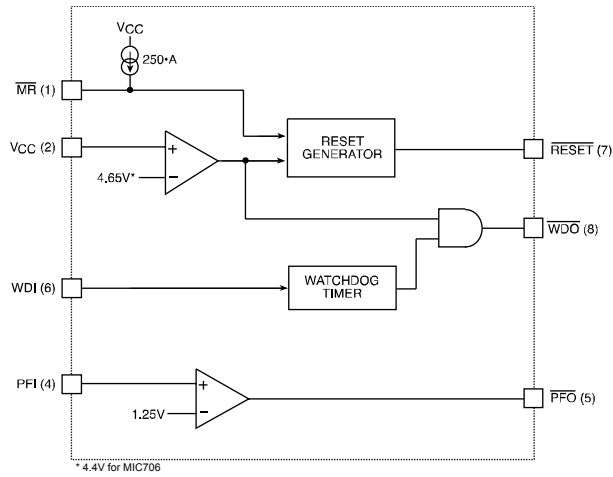 VCC
250•A
MR (1)
VCC (2)
+
−
4.65V*
RESET
GENERATOR
RESET (7)
WDO (8)
WDI (6)
WATCHDOG
TIMER
PFI (4)
+
−
1.25V
PFO (5)
* 4.4V for MIC706